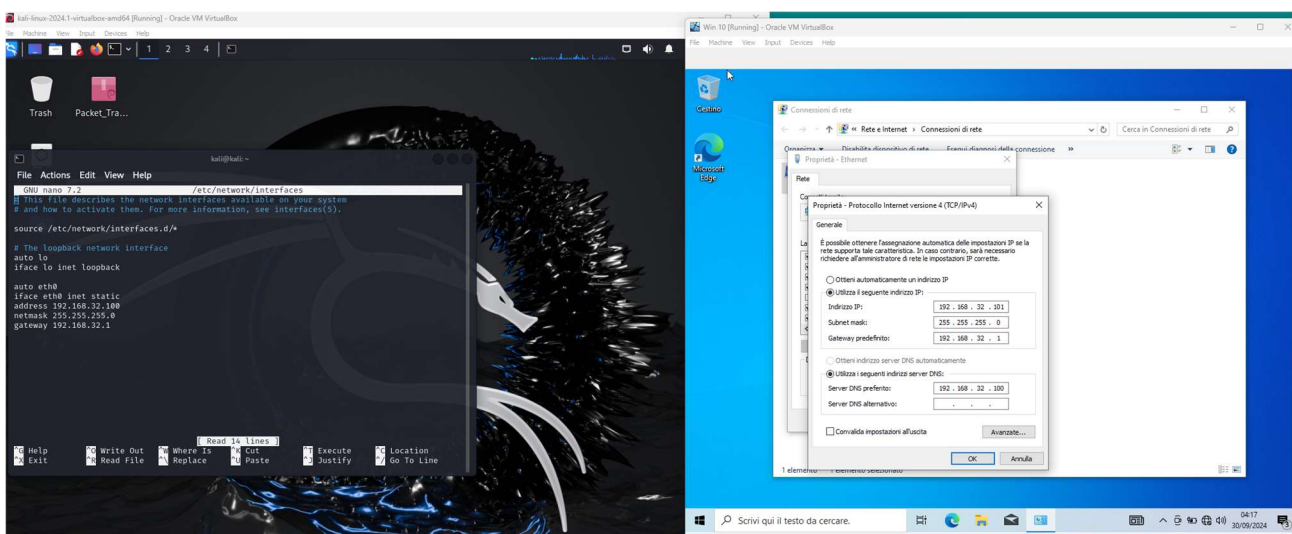 kali-linux-2024.1-virtualbox-amd64 [Running] - Oracle VM VirtualBox
File Machine View Input Devices Help
1 2 3 4
Trash
Packet_Tra...
kali@kali: ~
File Actions Edit View Help
GNU nano 7.2 /etc/network/interfaces
# This file describes the network interfaces available on your system
# and how to activate them. For more information, see interfaces(5).
source /etc/network/interfaces.d/*
# The loopback network interface
auto lo
iface lo inet loopback
auto eth0
iface eth0 inet static
address 192.168.32.100
netmask 255.255.255.0
gateway 192.168.32.1
[ Read 14 lines ]
^G Help ^O Write Out ^W Where Is ^K Cut ^T Execute ^C Location
^X Exit ^R Read File ^\ Replace ^U Paste ^J Justify ^/ Go To Line
Win 10 [Running] - Oracle VM VirtualBox
File Machine View Input Devices Help
Cestino
Microsoft
Edge
Connessioni di rete
« Rete e Internet › Connessioni di rete
Cerca in Connessioni di rete
Organizza Disabilita dispositivo di rete Esegui diagnosi della connessione »
Proprietà - Ethernet
Rete
Proprietà - Protocollo Internet versione 4 (TCP/IPv4)
Generale
È possibile ottenere l'assegnazione automatica delle impostazioni IP se la
rete supporta tale caratteristica. In caso contrario, sarà necessario
richiedere all'amministratore di rete le impostazioni IP corrette.
Ottieni automaticamente un indirizzo IP
Utilizza il seguente indirizzo IP:
Indirizzo IP: 192 . 168 . 32 . 101
Subnet mask: 255 . 255 . 255 . 0
Gateway predefinito: 192 . 168 . 32 . 1
Ottieni indirizzo server DNS automaticamente
Utilizza i seguenti indirizzi server DNS:
Server DNS preferito: 192 . 168 . 32 . 100
Server DNS alternativo: . . .
Convalida impostazioni all'uscita
Avanzate...
OK Annulla
1 elemento 1 elemento selezionato
Scrivi qui il testo da cercare.
04:17
30/09/2024